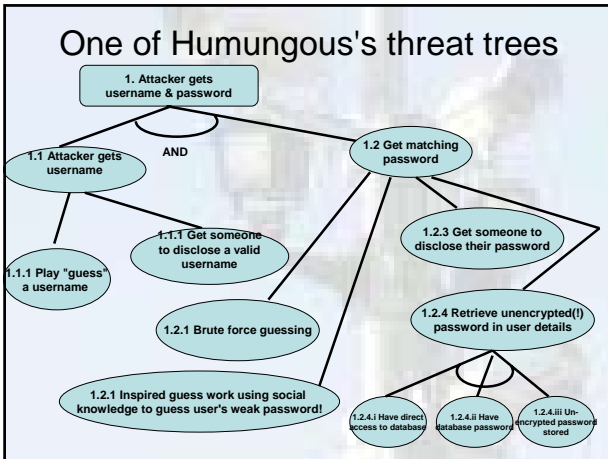 One of Humungous's threat trees
1. Attacker gets
username & password
AND
1.1 Attacker gets
username
1.2 Get matching
password
1.1.1 Get someone
to disclose a valid
username
1.2.3 Get someone to
disclose their password
1.1.1 Play "guess"
a username
1.2.1 Brute force guessing
1.2.4 Retrieve unencrypted(!)
password in user details
1.2.1 Inspired guess work using social
knowledge to guess user's weak password!
1.2.4.i Have direct
access to database
1.2.4.ii Have
database password
1.2.4.iii Un-
encrypted password
stored